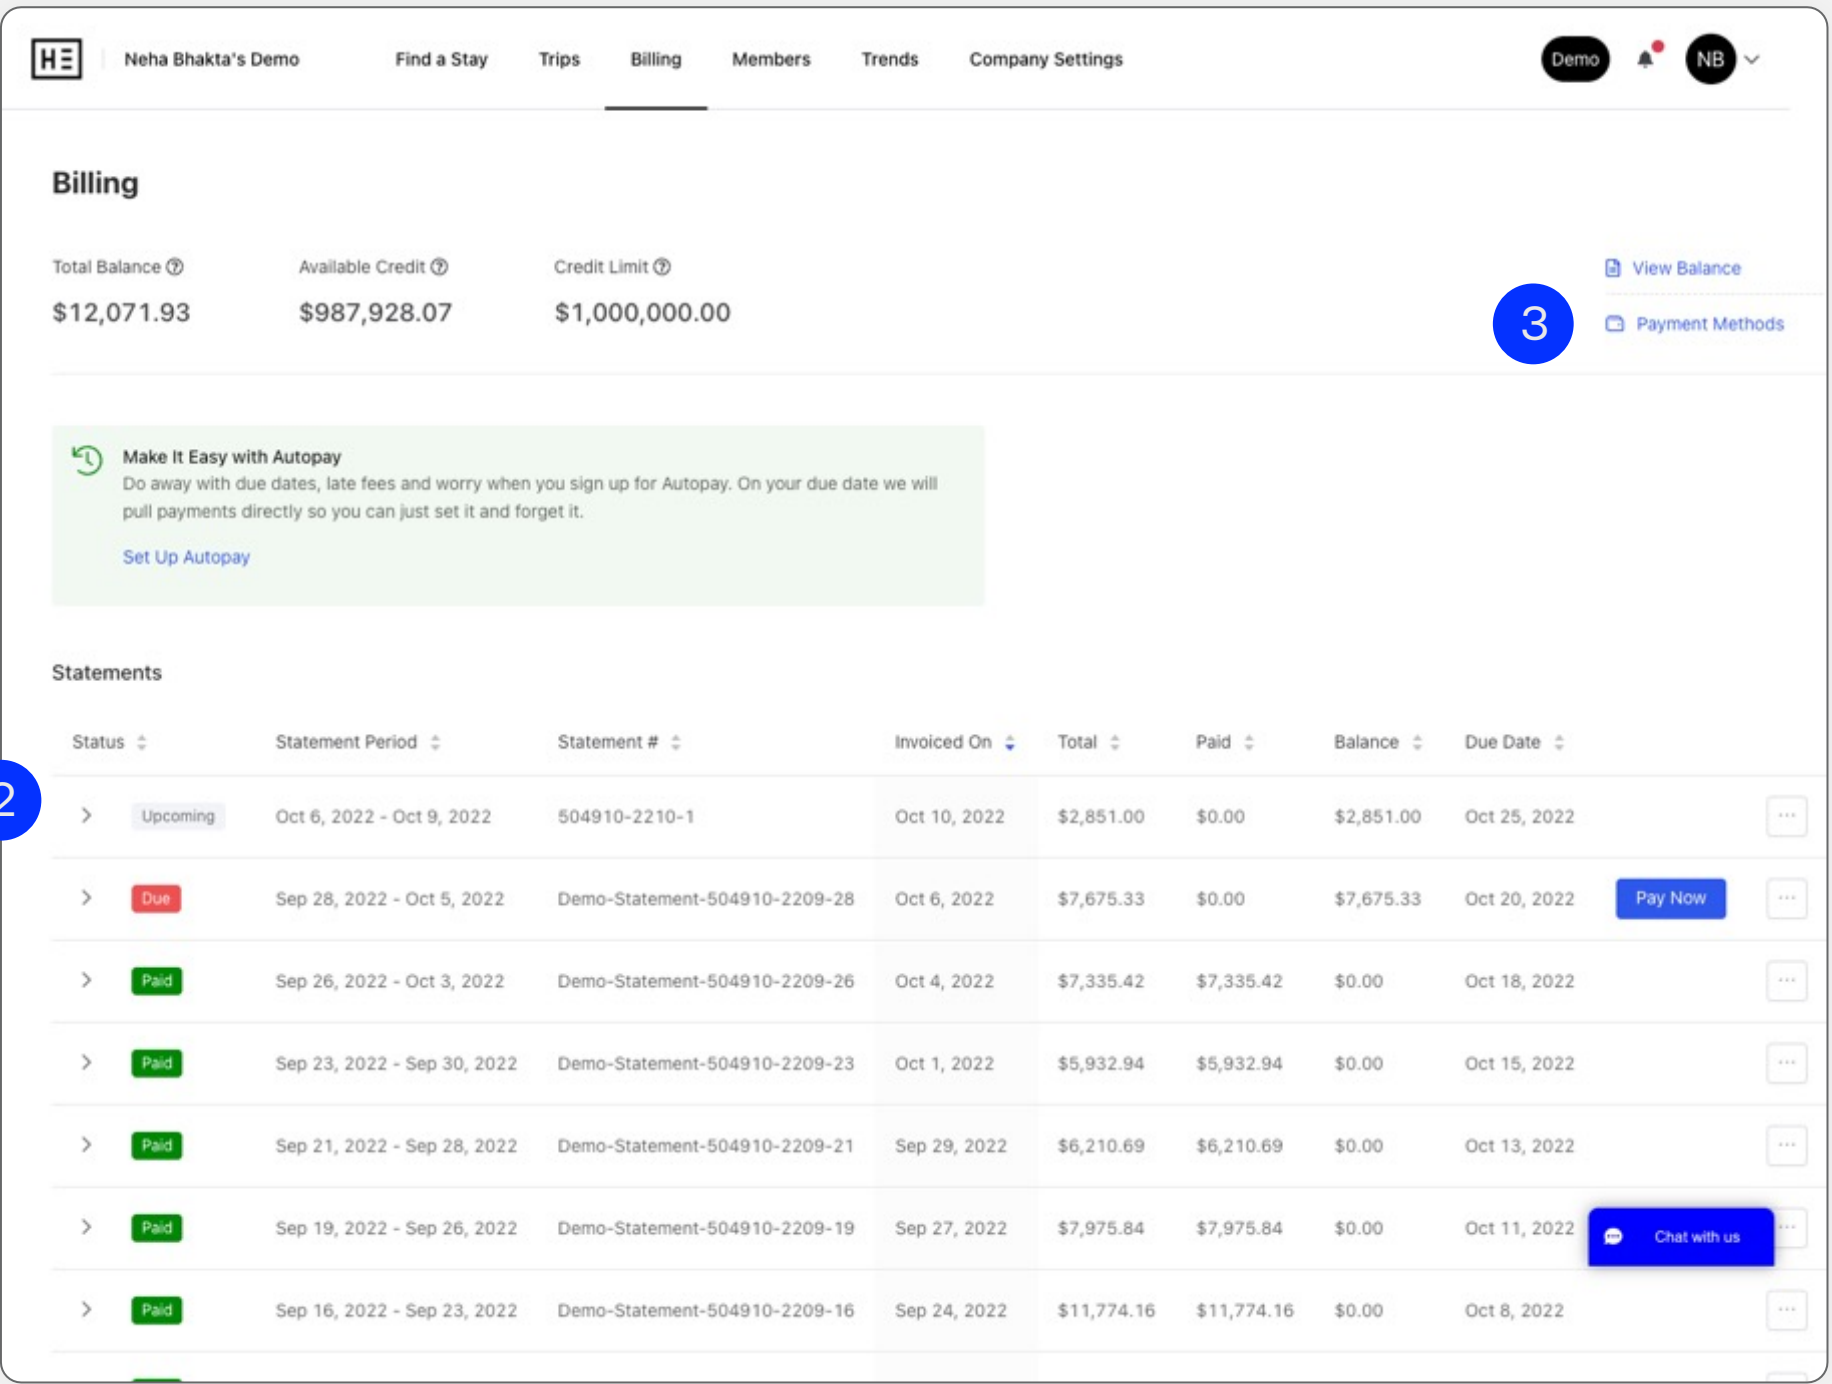 HE Neha Bhakta's Demo Find a Stay Trips Billing Members Trends Company Settings Demo NB
Billing
Total Balance Available Credit Credit Limit
$12,071.93 $987,928.07 $1,000,000.00
View Balance
3 Payment Methods
Make It Easy with Autopay
Do away with due dates, late fees and worry when you sign up for Autopay. On your due date we will
pull payments directly so you can just set it and forget it.
Set Up Autopay
Statements
Status Statement Period Statement # Invoiced On Total Paid Balance Due Date
2 Upcoming Oct 6, 2022 - Oct 9, 2022 504910-2210-1 Oct 10, 2022 $2,851.00 $0.00 $2,851.00 Oct 25, 2022 ...
Due Sep 28, 2022 - Oct 5, 2022 Demo-Statement-504910-2209-28 Oct 6, 2022 $7,675.33 $0.00 $7,675.33 Oct 20, 2022 Pay Now ...
Paid Sep 26, 2022 - Oct 3, 2022 Demo-Statement-504910-2209-26 Oct 4, 2022 $7,335.42 $7,335.42 $0.00 Oct 18, 2022 ...
Paid Sep 23, 2022 - Sep 30, 2022 Demo-Statement-504910-2209-23 Oct 1, 2022 $5,932.94 $5,932.94 $0.00 Oct 15, 2022 ...
Paid Sep 21, 2022 - Sep 28, 2022 Demo-Statement-504910-2209-21 Sep 29, 2022 $6,210.69 $6,210.69 $0.00 Oct 13, 2022 ...
Paid Sep 19, 2022 - Sep 26, 2022 Demo-Statement-504910-2209-19 Sep 27, 2022 $7,975.84 $7,975.84 $0.00 Oct 11, 2022 ...
Chat with us
Paid Sep 16, 2022 - Sep 23, 2022 Demo-Statement-504910-2209-16 Sep 24, 2022 $11,774.16 $11,774.16 $0.00 Oct 8, 2022 ...